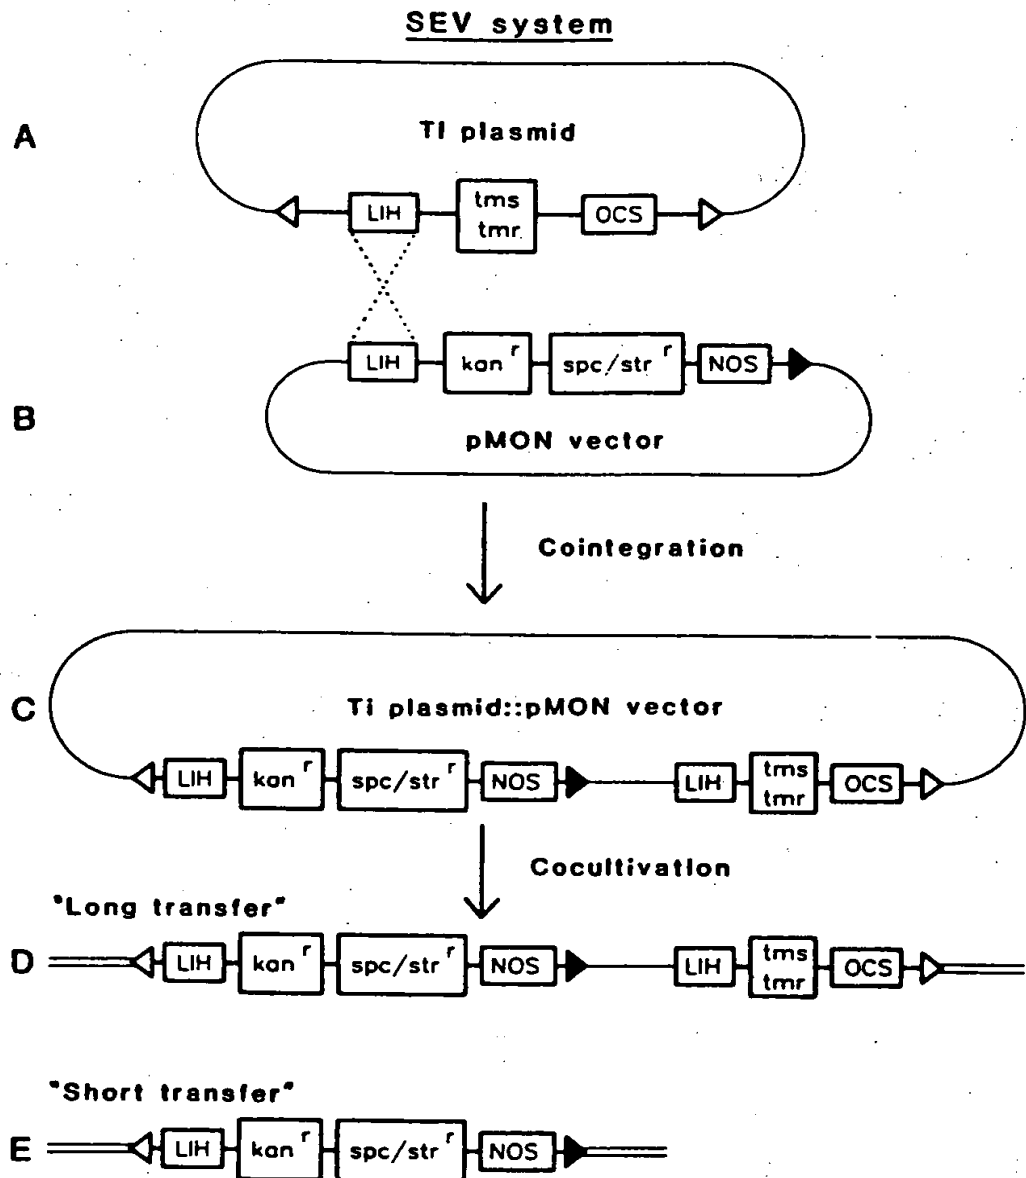 SEV system
A
TI plasmid
LIH
tms
tmr
OCS
LIH
kan r
spc/str r
NOS
B
pMON vector
Cointegration
C
Ti plasmid::pMON vector
LIH
kan r
spc/str r
NOS
LIH
tms
tmr
OCS
Cocultivation
"Long transfer"
D
LIH
kan r
spc/str r
NOS
LIH
tms
tmr
OCS
"Short transfer"
E
LIH
kan r
spc/str r
NOS